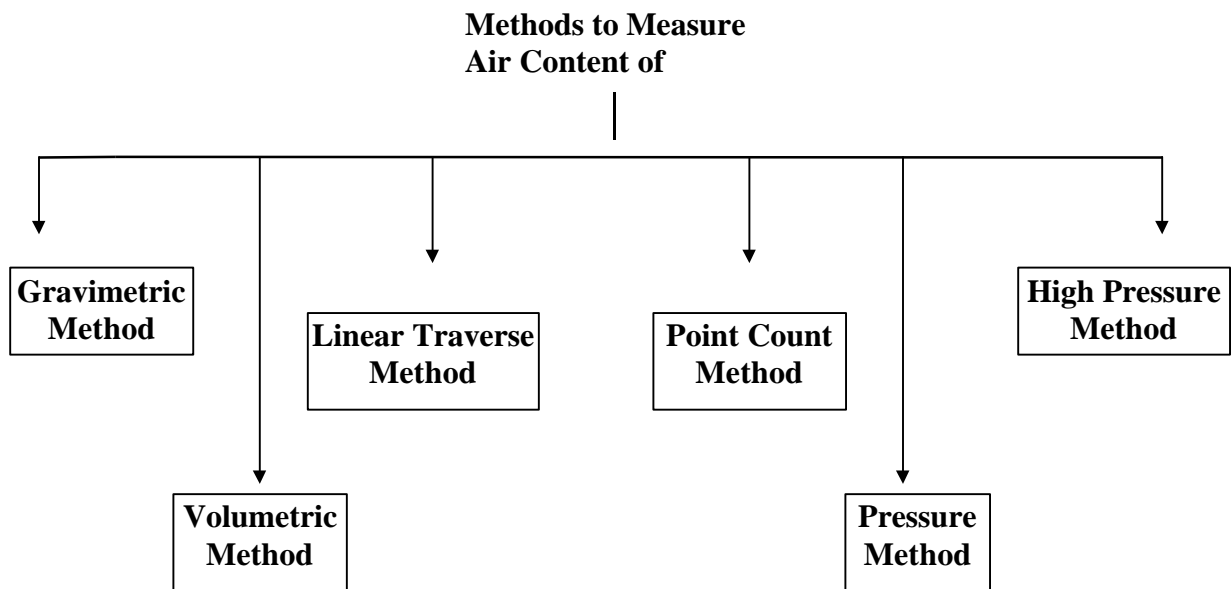 Methods to Measure
Air Content of
Gravimetric
Method
Linear Traverse
Method
Point Count
Method
High Pressure
Method
Volumetric
Method
Pressure
Method